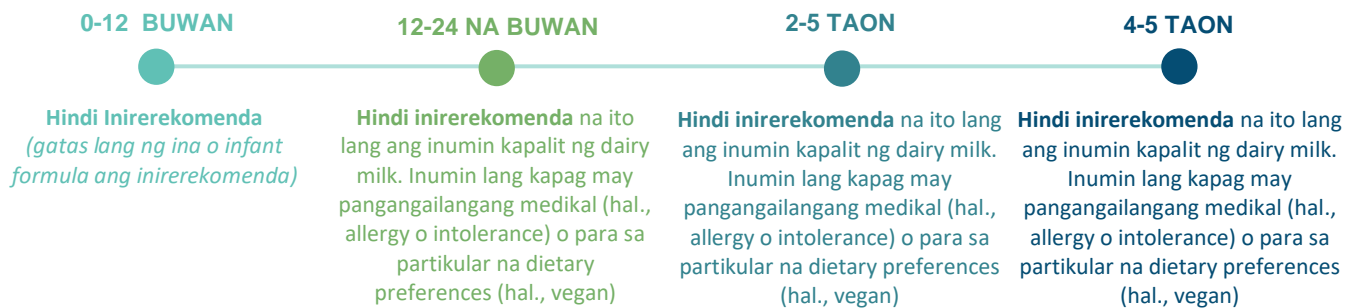 0-12 BUWAN
Hindi Inirerekomenda
(gatas lang ng ina o infant
formula ang inirerekomenda)
12-24 NA BUWAN
Hindi inirerekomenda na ito
lang ang inumin kapalit ng dairy
milk. Inumin lang kapag may
pangangailangang medikal (hal.,
allergy o intolerance) o para sa
partikular na dietary
preferences (hal., vegan)
2-5 TAON
Hindi inirerekomenda na ito lang
ang inumin kapalit ng dairy milk.
Inumin lang kapag may
pangangailangang medikal (hal.,
allergy o intolerance) o para sa
partikular na dietary preferences
(hal., vegan)
4-5 TAON
Hindi inirerekomenda na ito lang
ang inumin kapalit ng dairy milk.
Inumin lang kapag may
pangangailangang medikal (hal.,
allergy o intolerance) o para sa
partikular na dietary preferences
(hal., vegan)